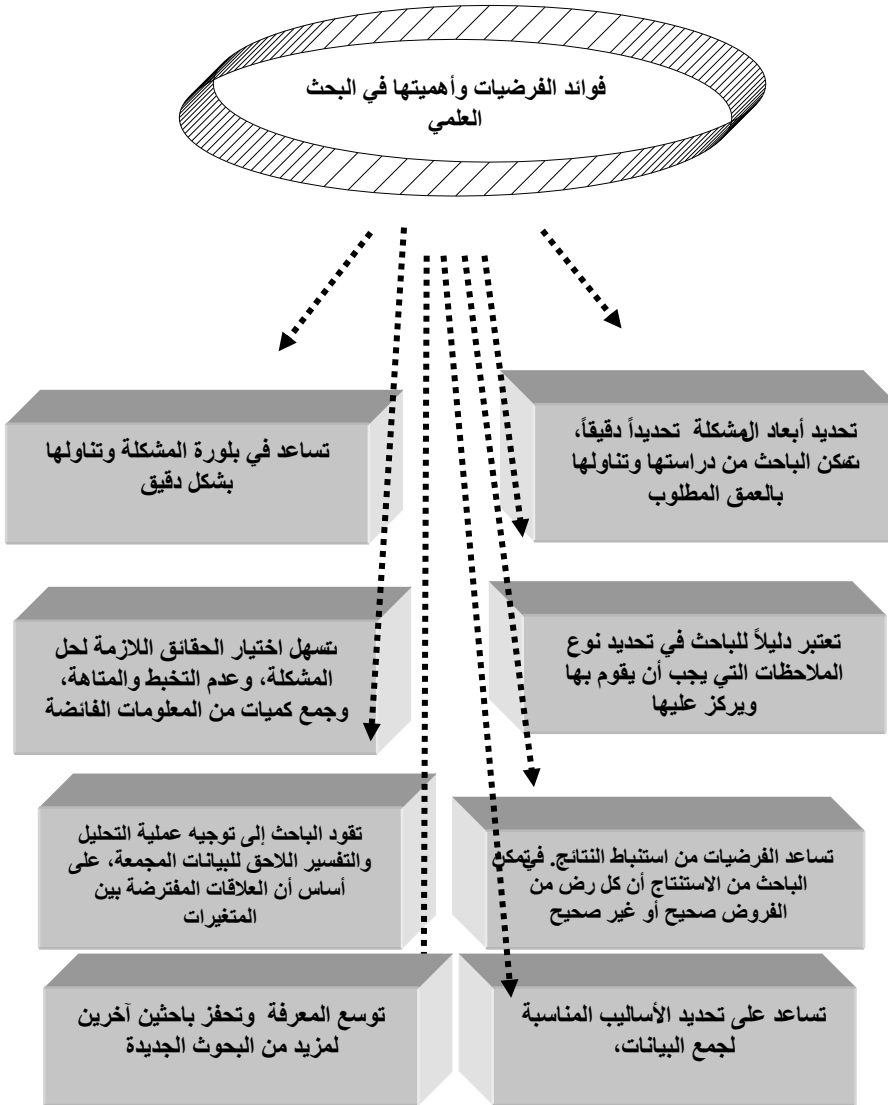 فوائد الفرضيات وأهميتها في البحث
العلمي
تحديد أبعاد المشكلة تحديداً دقيقاً،
تمكن الباحث من دراستها وتناولها
بالعمق المطلوب
تساعد في بلورة المشكلة وتناولها
بشكل دقيق
تعتبر دليلاً للباحث في تحديد نوع
الملاحظات التي يجب أن يقوم بها
ويركز عليها
تسهل اختيار الحقائق اللازمة لحل
المشكلة، وعدم التخبط والمتاهة،
وجمع كميات من المعلومات الفائضة
تساعد الفرضيات من استنباط النتائج. فتمكن
الباحث من الاستنتاج أن كل رض من
الفروض صحيح أو غير صحيح
تقود الباحث إلى توجيه عملية التحليل
والتفسير اللاحق للبيانات المجمعة، على
أساس أن العلاقات المفترضة بين
المتغيرات
تساعد على تحديد الأساليب المناسبة
لجمع البيانات،
توسع المعرفة وتحفز باحثين آخرين
لمزيد من البحوث الجديدة